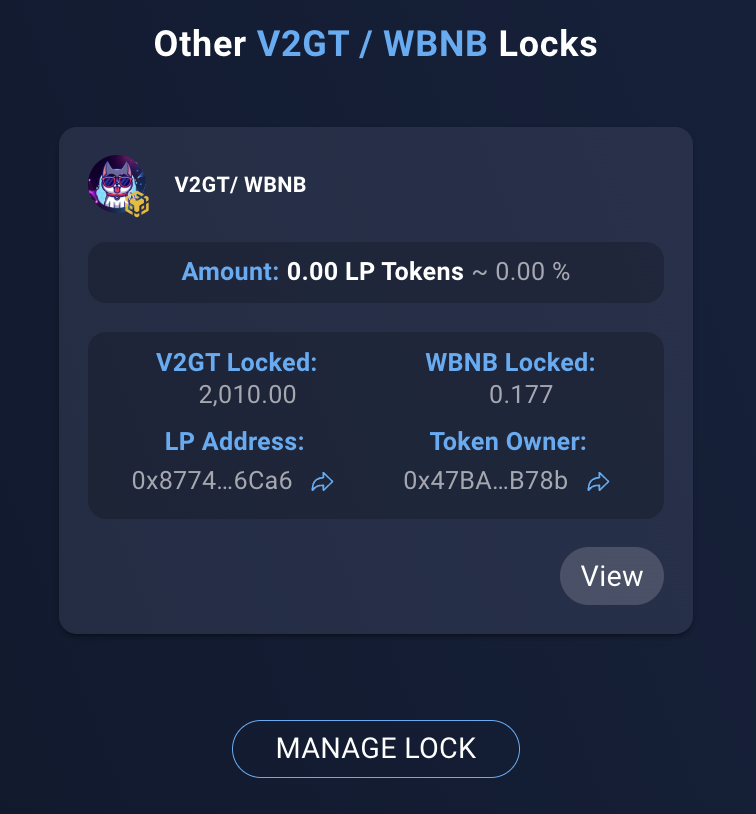 Other V2GT / WBNB Locks
V2GT/ WBNB
Amount: 0.00 LP Tokens ~ 0.00 %
V2GT Locked:
2,010.00
WBNB Locked:
0.177
LP Address:
0x8774...6Ca6
Token Owner:
0x47BA...B78b
View
MANAGE LOCK